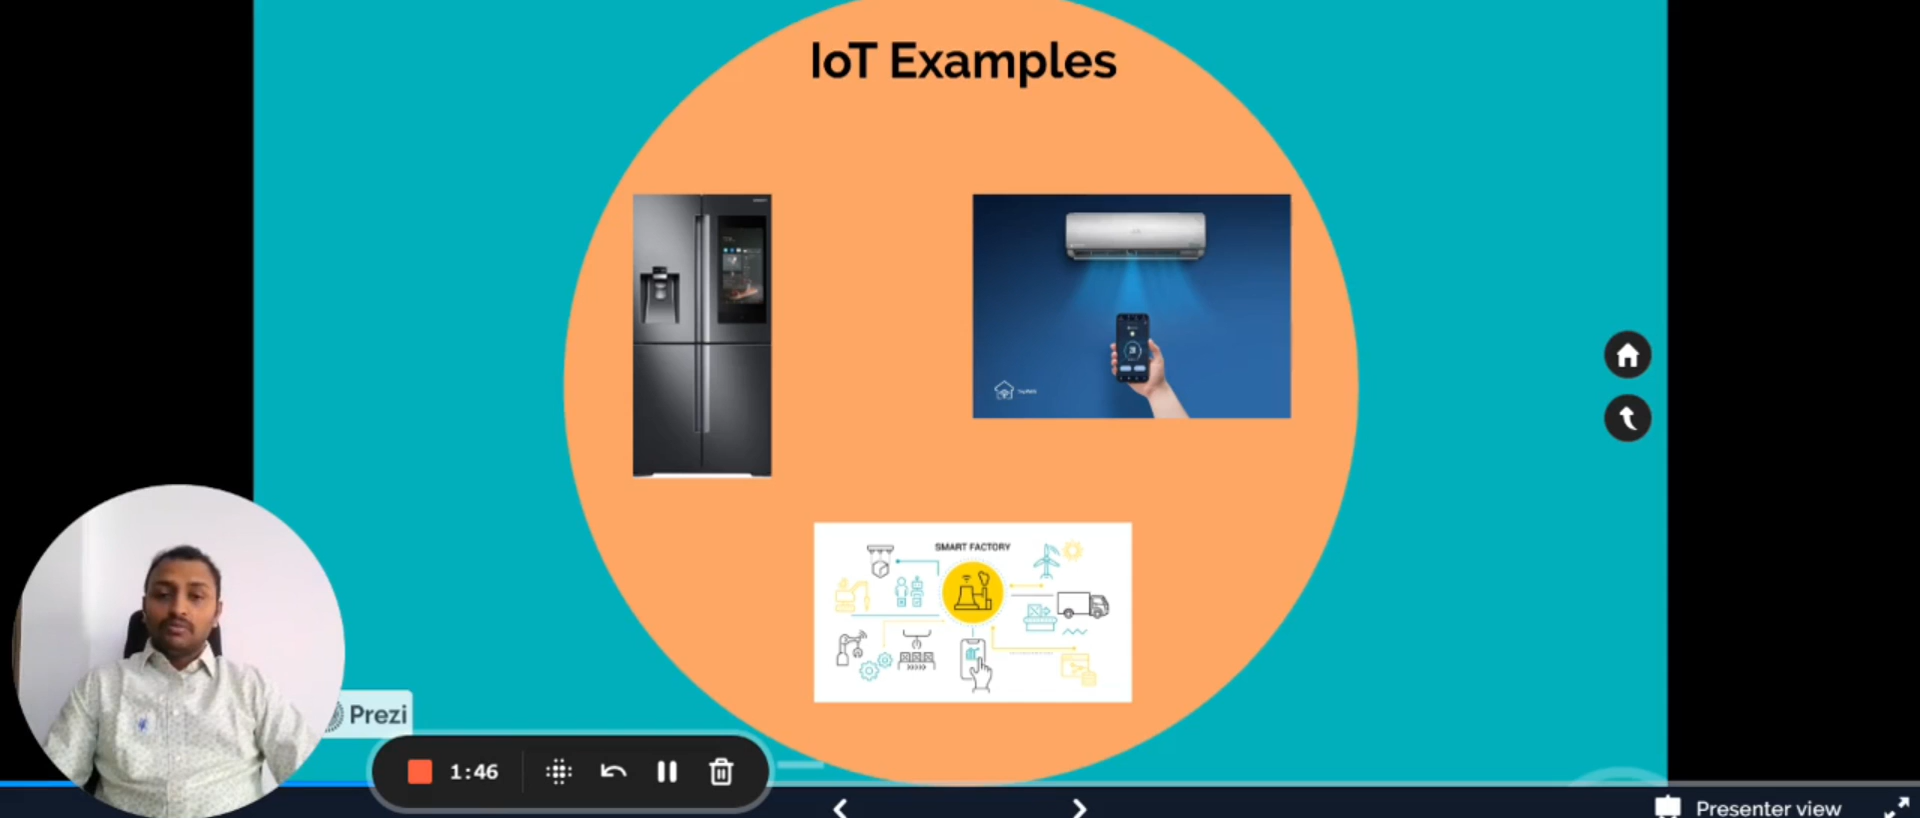 IoT Examples
SMART FACTORY
Prezi
1:46
Presenter view